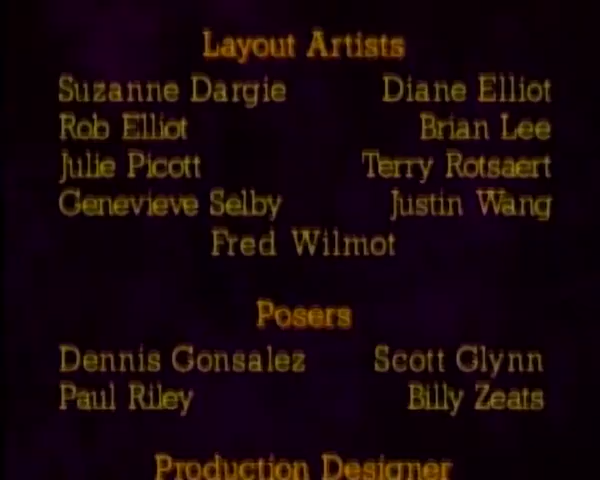 Layout Artists
Suzanne Dargie Diane Elliot
Rob Elliot Brian Lee
Julie Picott Terry Rotsaert
Genevieve Selby Justin Wang
Fred Wilmot
Posers
Dennis Gonsalez Scott Glynn
Paul Riley Billy Zeats
Production Designer